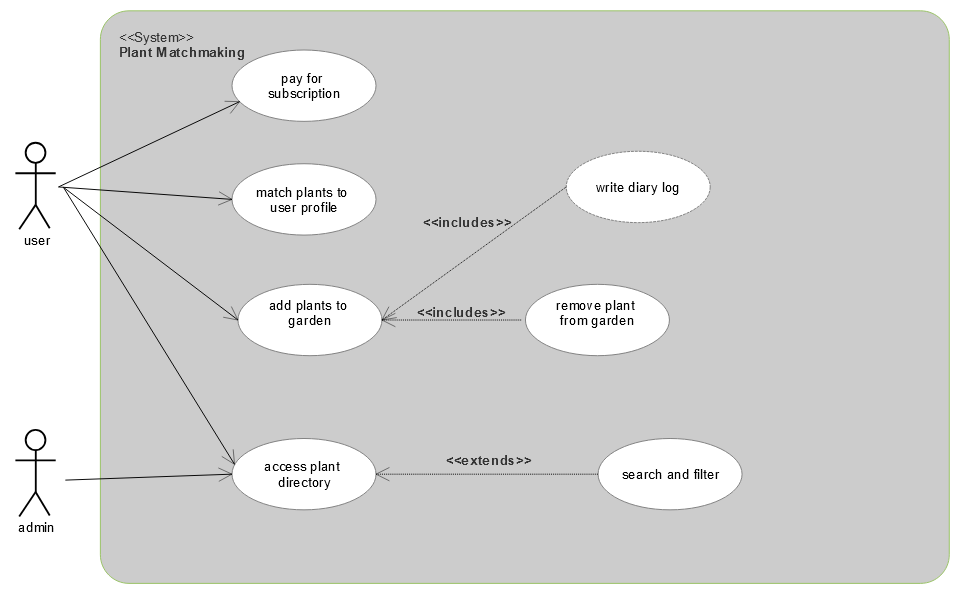 <<System>>
Plant Matchmaking
pay for
subscription
match plants to
user profile
write diary log
<<includes>>
user
add plants to
garden
<<includes>>
remove plant
from garden
access plant
directory
<<extends>>
search and filter
admin